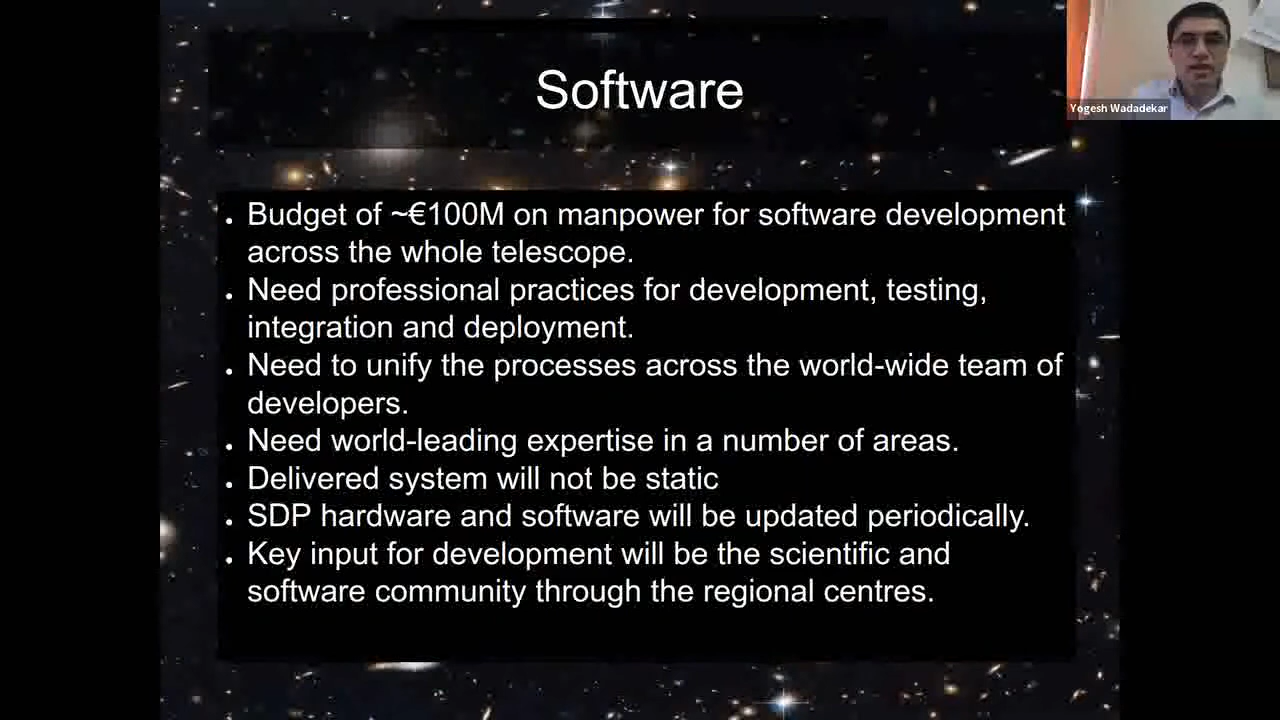 Software
Yogesh Wadadekar
• Budget of ~€100M on manpower for software development
across the whole telescope.
• Need professional practices for development, testing,
integration and deployment.
• Need to unify the processes across the world-wide team of
developers.
• Need world-leading expertise in a number of areas.
• Delivered system will not be static
• SDP hardware and software will be updated periodically.
• Key input for development will be the scientific and
software community through the regional centres.